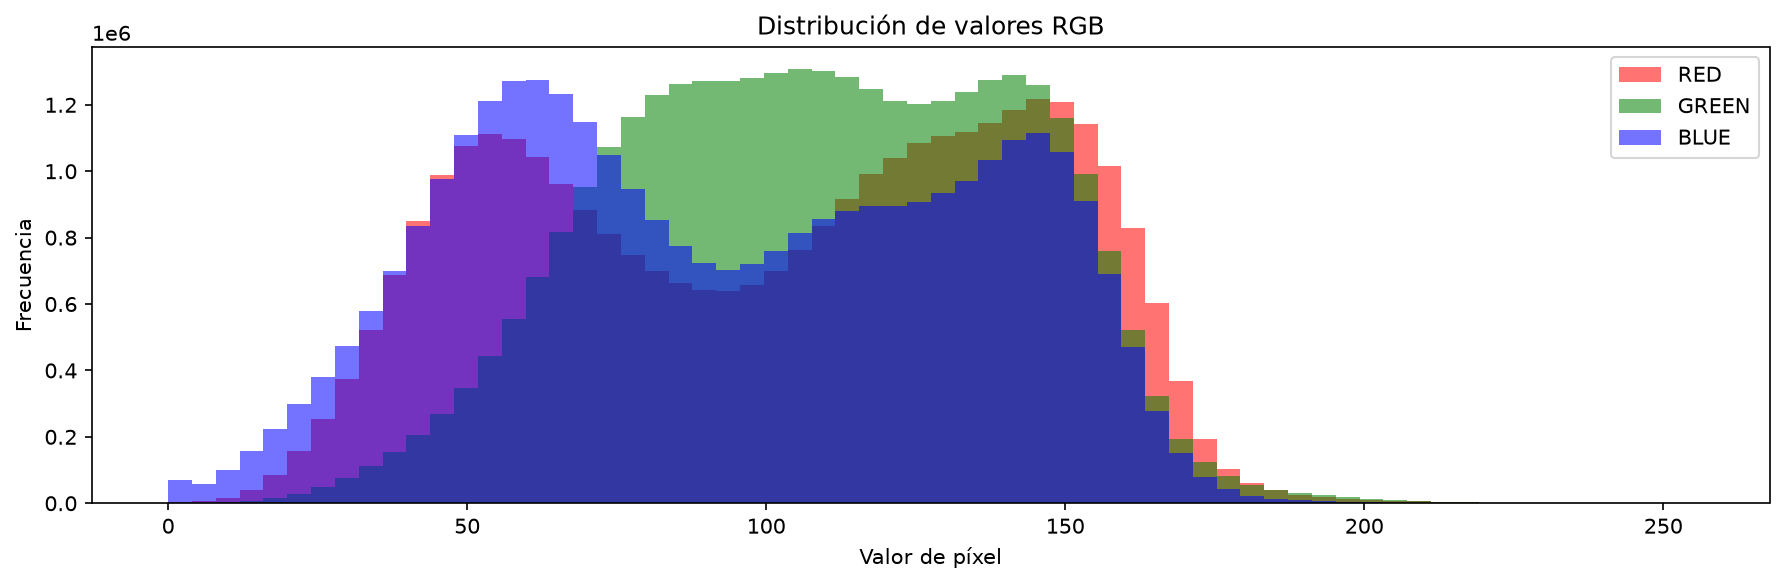 Distribución de valores RGB
1e6
RED
GREEN
BLUE
1.2
1.0
0.8
0.6
0.4
0.2
0.0
Frecuencia
0 50 100 150 200 250
Valor de píxel